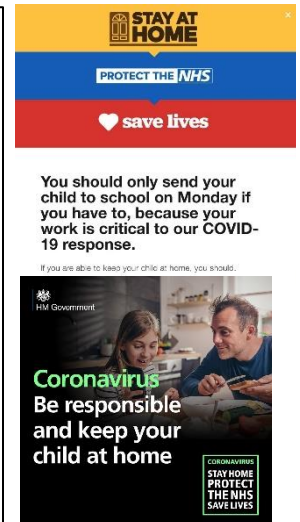 STAY AT
HOME
×
PROTECT THE NHS
save lives
You should only send your
child to school on Monday if
you have to, because your
work is critical to our COVID-
19 response.
If you are able to keep your child at home, you should.
HM Government
Coronavirus
Be responsible
and keep your
child at home
CORONAVIRUS
STAY HOME
PROTECT
THE NHS
SAVE LIVES